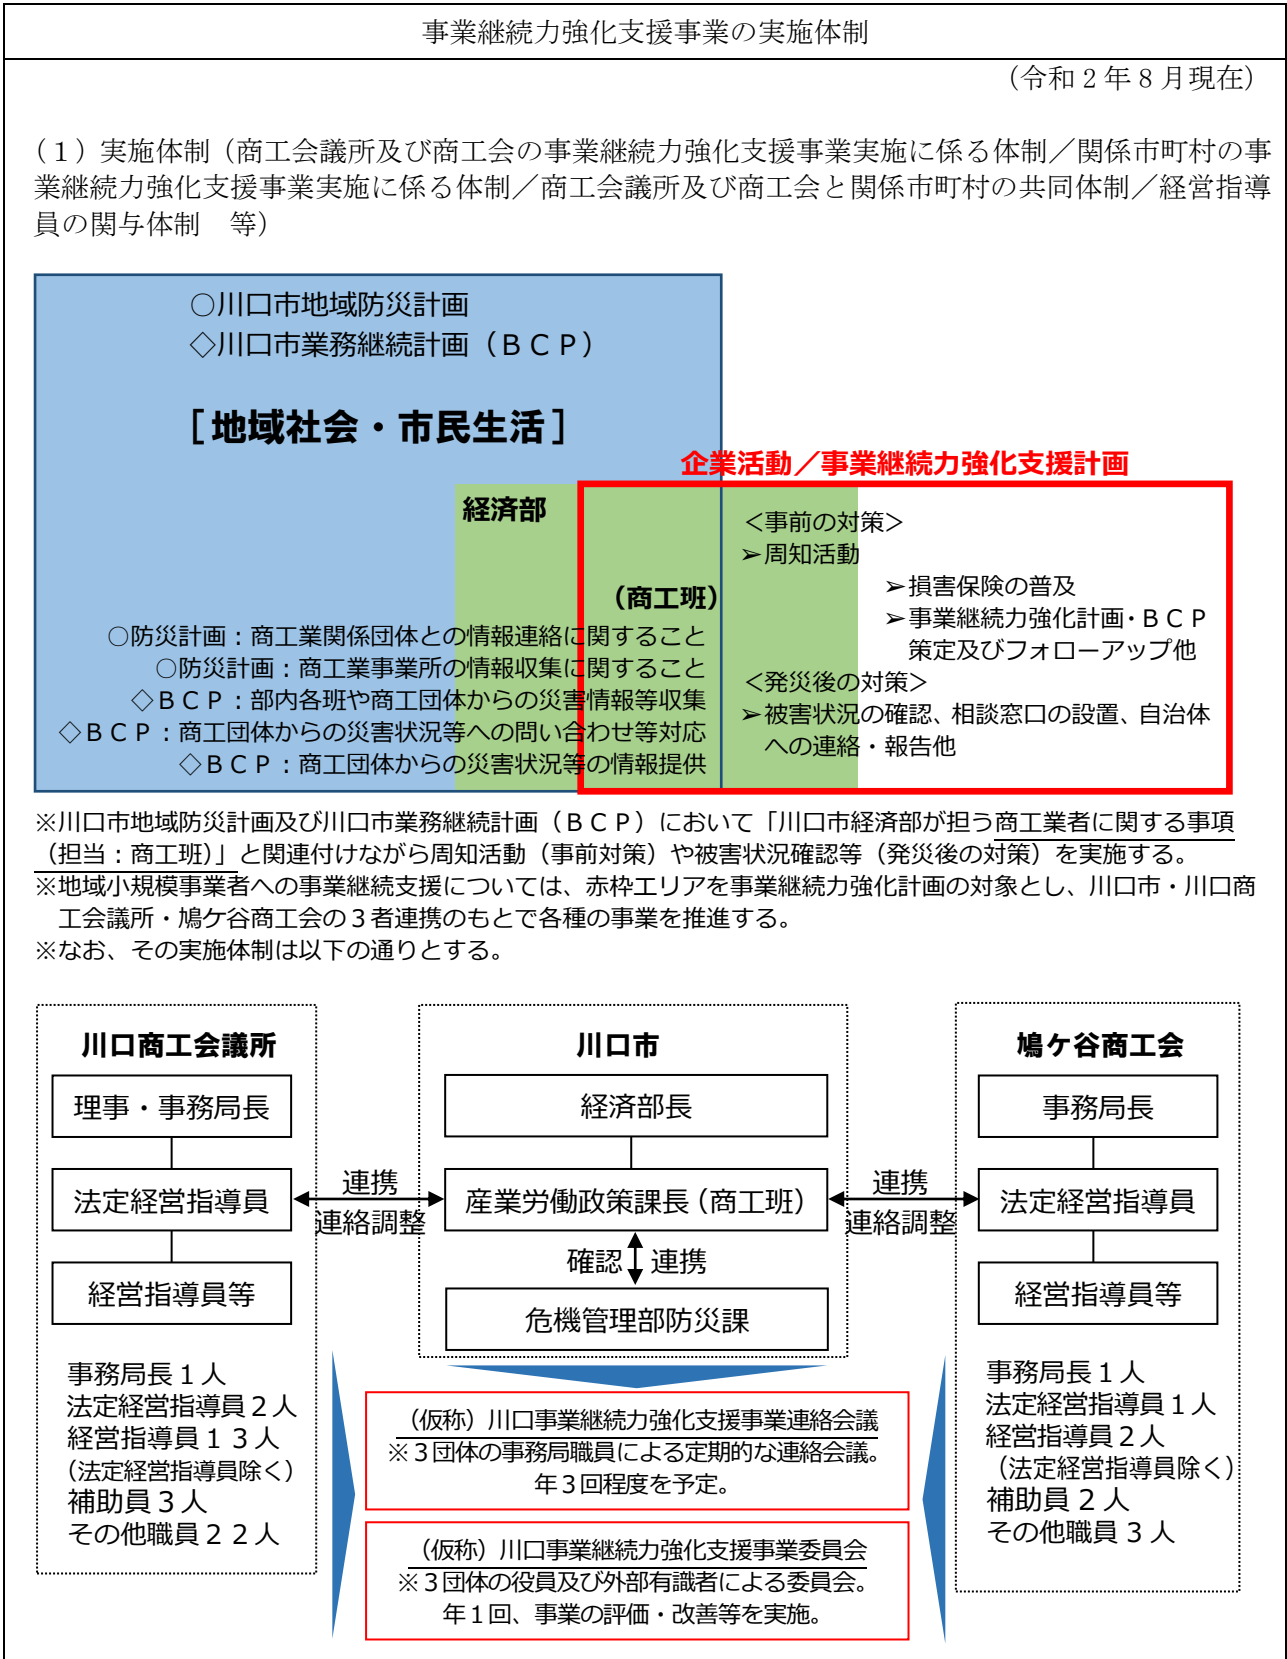 事業継続力強化支援事業の実施体制
（令和２年８月現在）
（１）実施体制（商工会議所及び商工会の事業継続力強化支援事業実施に係る体制／関係市町村の事
業継続力強化支援事業実施に係る体制／商工会議所及び商工会と関係市町村の共同体制／経営指導
員の関与体制　等）
○川口市地域防災計画
◇川口市業務継続計画（ＢＣＰ）
［地域社会・市民生活］
企業活動／事業継続力強化支援計画
経済部
（商工班）
○防災計画：商工業関係団体との情報連絡に関すること
○防災計画：商工業事業所の情報収集に関すること
◇ＢＣＰ：部内各班や商工団体からの災害情報等収集
◇ＢＣＰ：商工団体からの災害状況等への問い合わせ等対応
◇ＢＣＰ：商工団体からの災害状況等の情報提供
＜事前の対策＞
➢周知活動
➢損害保険の普及
➢事業継続力強化計画・ＢＣＰ
策定及びフォローアップ他
＜発災後の対策＞
➢被害状況の確認、相談窓口の設置、自治体
への連絡・報告他
※川口市地域防災計画及び川口市業務継続計画（ＢＣＰ）において「川口市経済部が担う商工業者に関する事項
（担当：商工班）」と関連付けながら周知活動（事前対策）や被害状況確認等（発災後の対策）を実施する。
※地域小規模事業者への事業継続支援については、赤枠エリアを事業継続力強化計画の対象とし、川口市・川口商
工会議所・鳩ケ谷商工会の３者連携のもとで各種の事業を推進する。
※なお、その実施体制は以下の通りとする。
川口商工会議所
理事・事務局長
法定経営指導員
経営指導員等
事務局長１人
法定経営指導員２人
経営指導員１３人
（法定経営指導員除く）
補助員３人
その他職員２２人
連携
連絡調整
川口市
経済部長
産業労働政策課長（商工班）
確認 連携
危機管理部防災課
連携
連絡調整
鳩ケ谷商工会
事務局長
法定経営指導員
経営指導員等
事務局長１人
法定経営指導員１人
経営指導員２人
（法定経営指導員除く）
補助員２人
その他職員３人
（仮称）川口事業継続力強化支援事業連絡会議
※３団体の事務局職員による定期的な連絡会議。
年３回程度を予定。
（仮称）川口事業継続力強化支援事業委員会
※３団体の役員及び外部有識者による委員会。
年１回、事業の評価・改善等を実施。